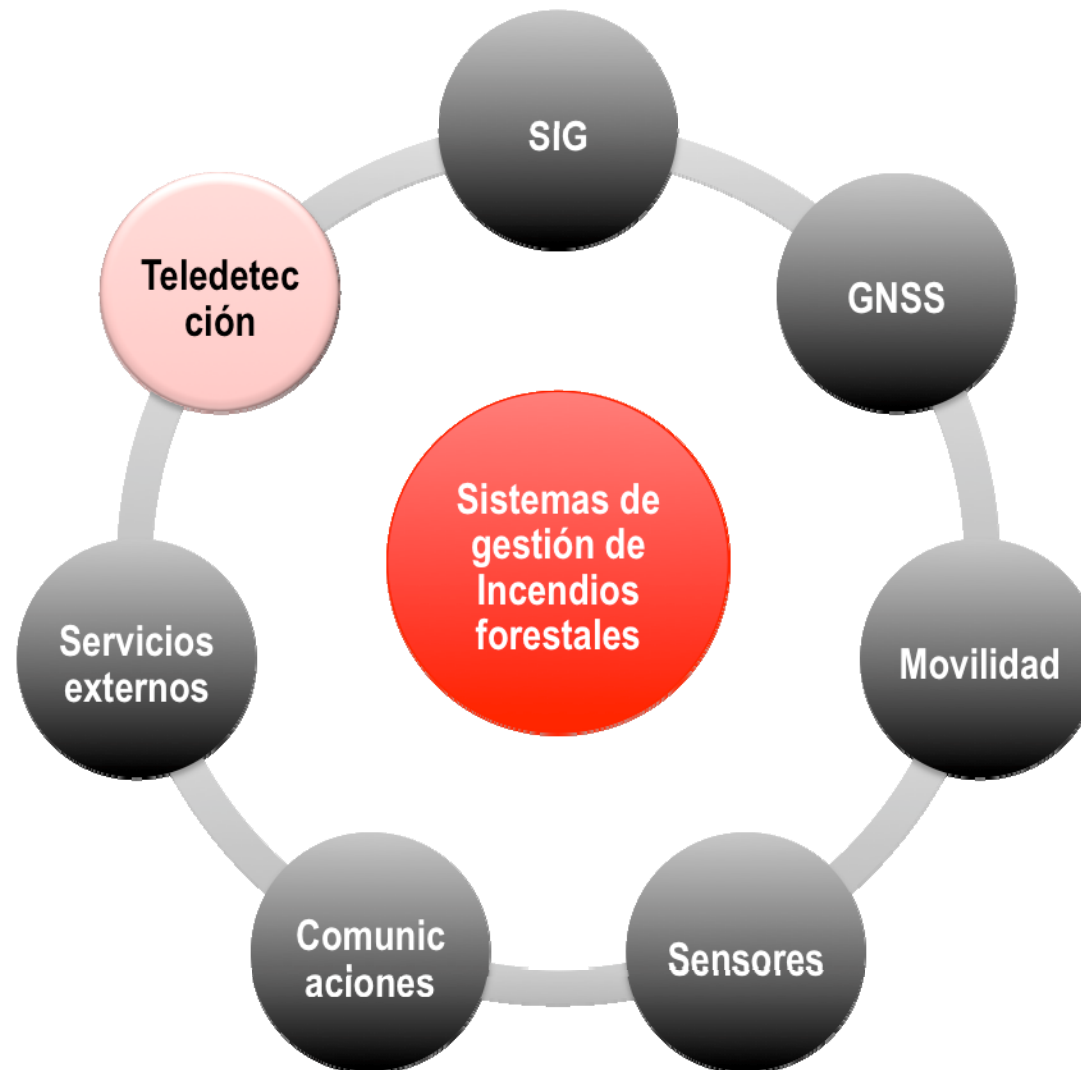 SIG
GNSS
Teledetec
ción
Sistemas de
gestión de
Incendios
forestales
Servicios
externos
Movilidad
Comunic
aciones
Sensores